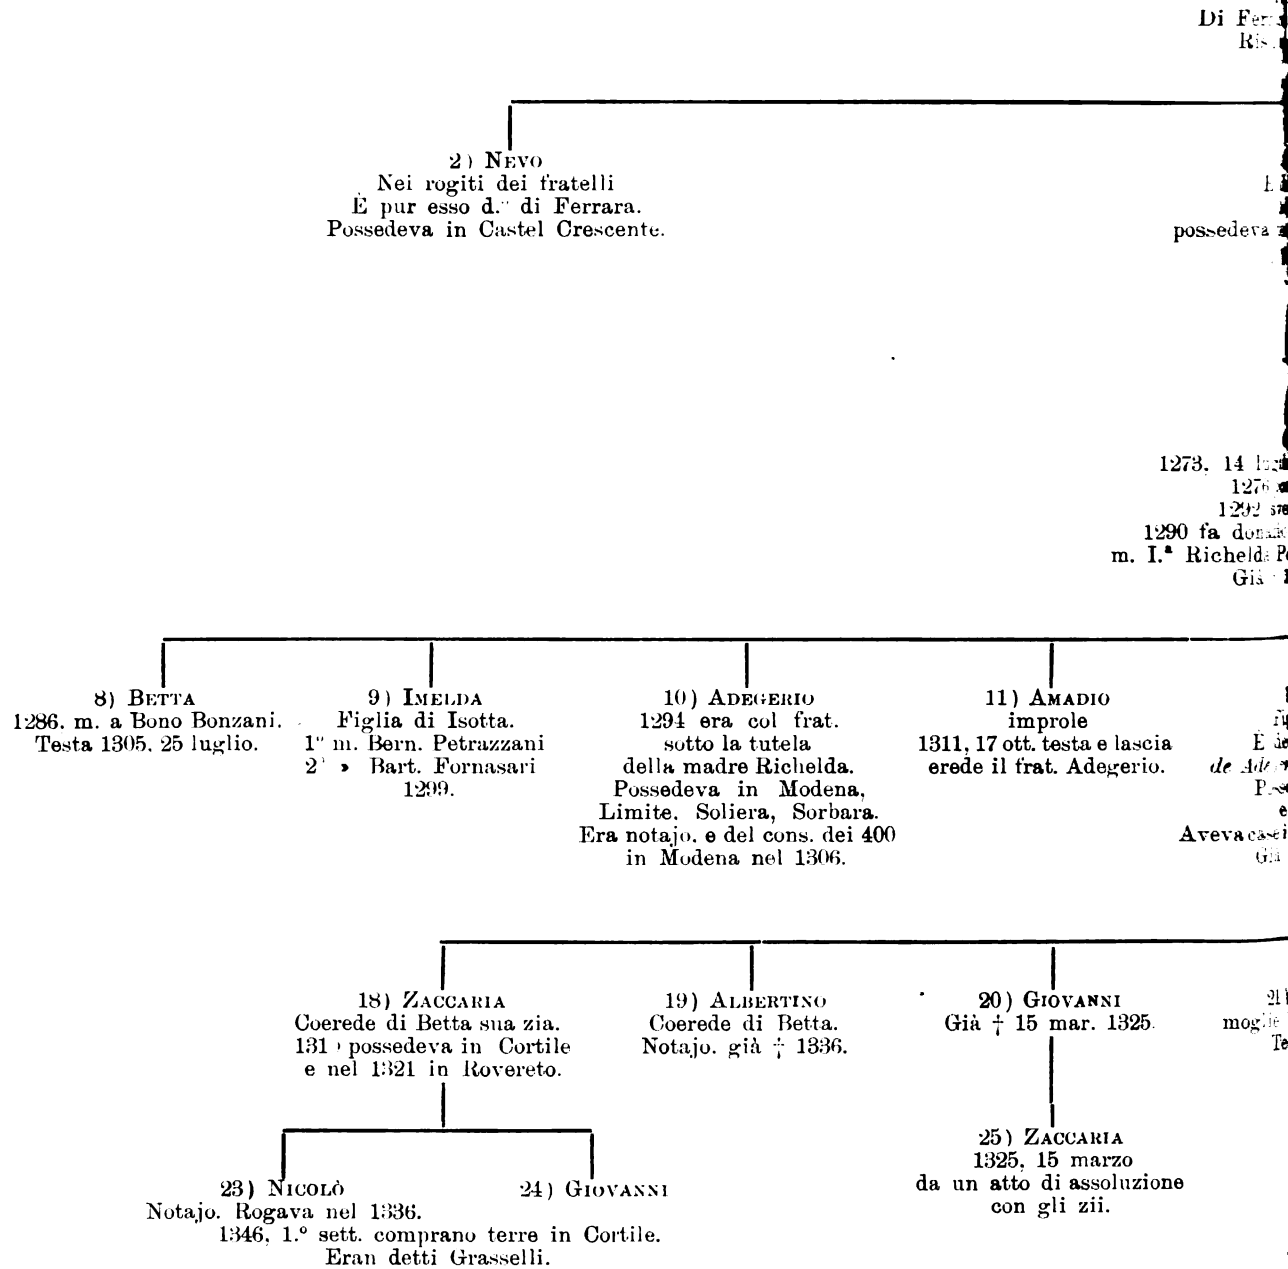 Di
2) NEVO
Nei rogiti dei fratelli
È pur esso d.º di Ferrara.
Possedeva in Castel Crescente.
possedeva
1273, 14
1276
1292
1290 fa
m. I.ª Richelda
Già
8) BETTA
1286. m. a Bono Bonzani.
Testa 1305, 25 luglio.
9) IMELDA
Figlia di Isotta.
1º m. Bern. Petrazzani
2º » Bart. Fornasari
1299.
10) ADEGERIO
1294 era col frat.
sotto la tutela
della madre Richelda.
Possedeva in Modena,
Limite, Soliera, Sorbara.
Era notajo, e del cons. dei 400
in Modena nel 1306.
11) AMADIO
improle
1311, 17 ott. testa e lascia
erede il frat. Adegerio.
È
de
Aveva
18) ZACCARIA
Coerede di Betta sua zia.
131 possedeva in Cortile
e nel 1321 in Rovereto.
19) ALBERTINO
Coerede di Betta.
Notajo. già † 1336.
20) GIOVANNI
Già † 15 mar. 1325.
moglie
23) NICOLÒ
Notajo. Rogava nel 1336.
24) GIOVANNI
1346, 1.º sett. comprano terre in Cortile.
Eran detti Grasselli.
25) ZACCARIA
1325, 15 marzo
da un atto di assoluzione
con gli zii.